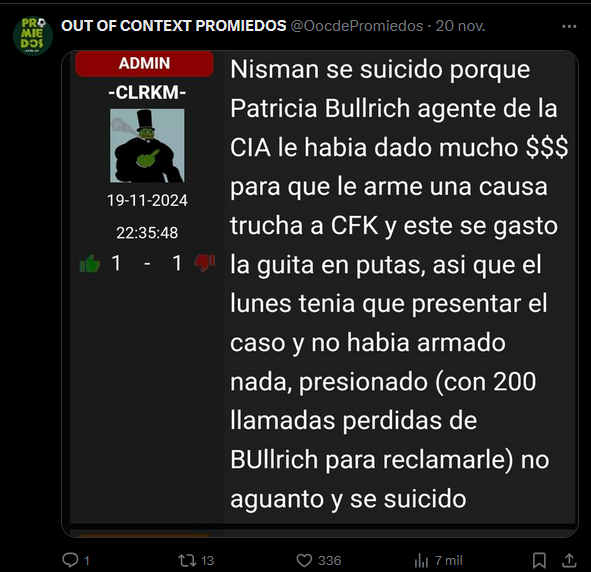 OUT OF CONTEXT PROMIEDOS @OocdePromiedos · 20 nov.
PR
MIE
DOS
ADMIN
-CLRKM-
19-11-2024
22:35:48
1 - 1
Nisman se suicido porque
Patricia Bullrich agente de la
CIA le habia dado mucho $$$
para que le arme una causa
trucha a CFK y este se gasto
la guita en putas, asi que el
lunes tenia que presentar el
caso y no habia armado
nada, presionado (con 200
llamadas perdidas de
BUllrich para reclamarle) no
aguanto y se suicido
1 13 336 7 mil